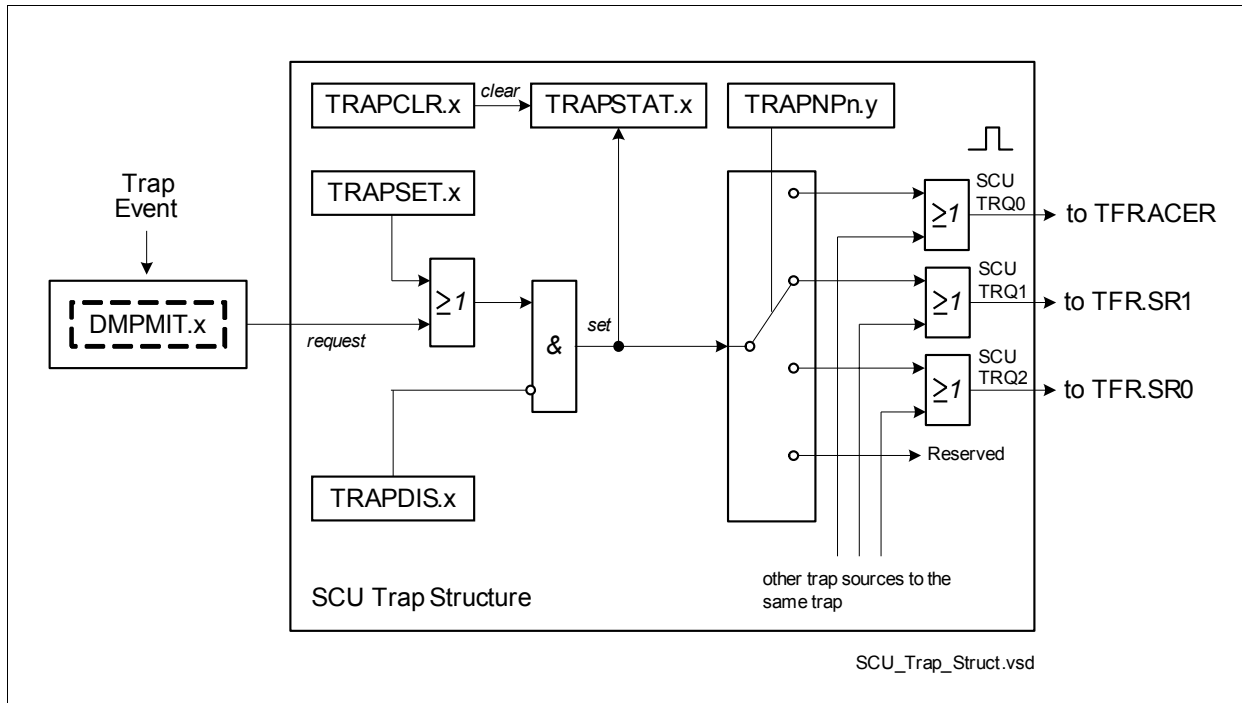 TRAPCLR.x
clear
TRAPSTAT.x
TRAPNPn.y
Trap
Event
TRAPSET.x
DMPMIT.x
request
≥1
&
set
TRAPDIS.x
≥1
SCU
TRQ0
to TFR.ACER
≥1
SCU
TRQ1
to TFR.SR1
≥1
SCU
TRQ2
to TFR.SR0
Reserved
other trap sources to the
same trap
SCU Trap Structure
SCU_Trap_Struct.vsd